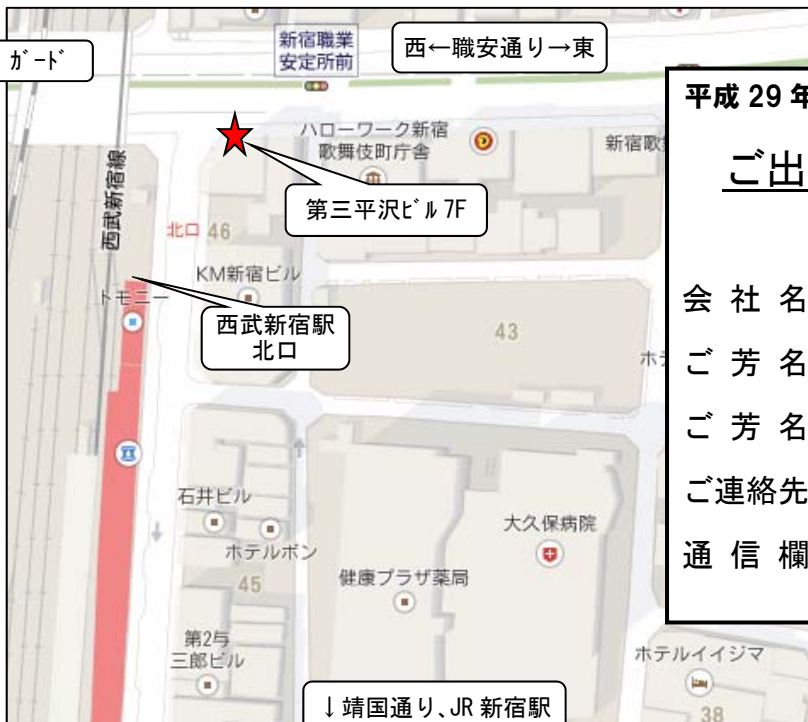 ｶﾞｰﾄﾞ
新宿職業
安定所前
西←職安通り→東
ハローワーク新宿
歌舞伎町庁舎
新宿歌
第三平沢ﾋﾞﾙ 7F
西武新宿線
北口
46
KM新宿ビル
トモニー
西武新宿駅
北口
43
ホテ
石井ビル
ホテルボン
45
大久保病院
健康プラザ薬局
第2与
三郎ビル
ホテルイイジマ
38
↓靖国通り、JR 新宿駅
平成 29 年
ご出
会 社 名
ご 芳 名
ご 芳 名
ご連絡先
通 信 欄